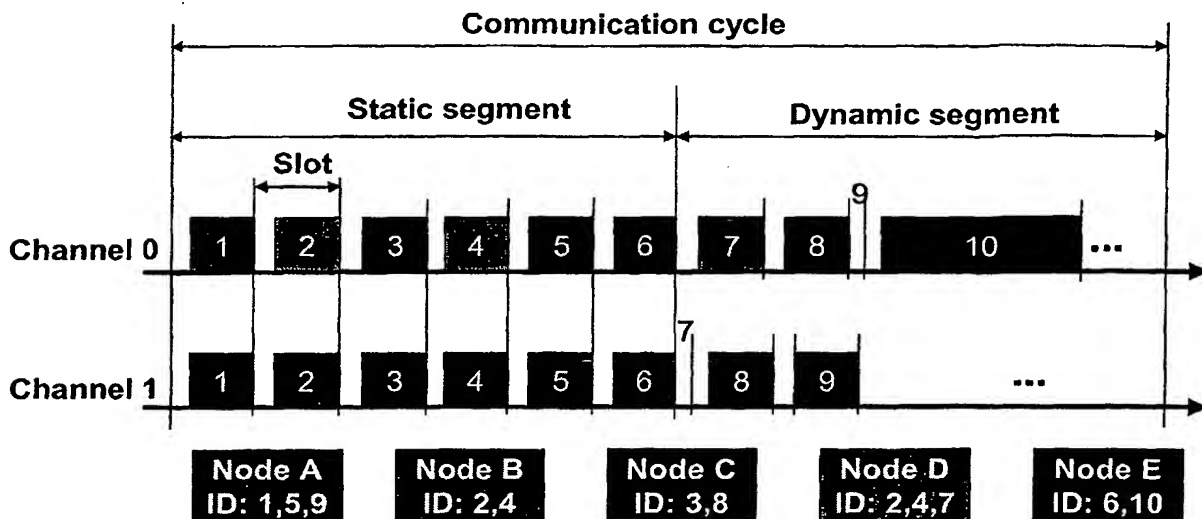 Communication cycle
Static segment
Dynamic segment
Slot
9
Channel 0
1 2 3 4 5 6 7 8 10 ...
7
Channel 1
1 2 3 4 5 6 8 9 ...
Node A
ID: 1,5,9
Node B
ID: 2,4
Node C
ID: 3,8
Node D
ID: 2,4,7
Node E
ID: 6,10